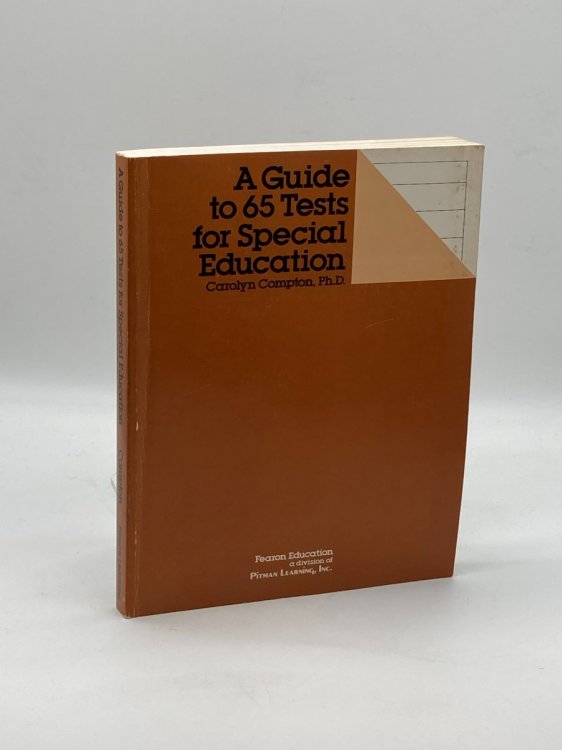 A Guide
to 65 Tests
for Special
Education
Carolyn Compton, Ph.D.
Fearon Education
a division of
PITMAN LEARNING, INC.
A Guide to 65 Tests for Special Education